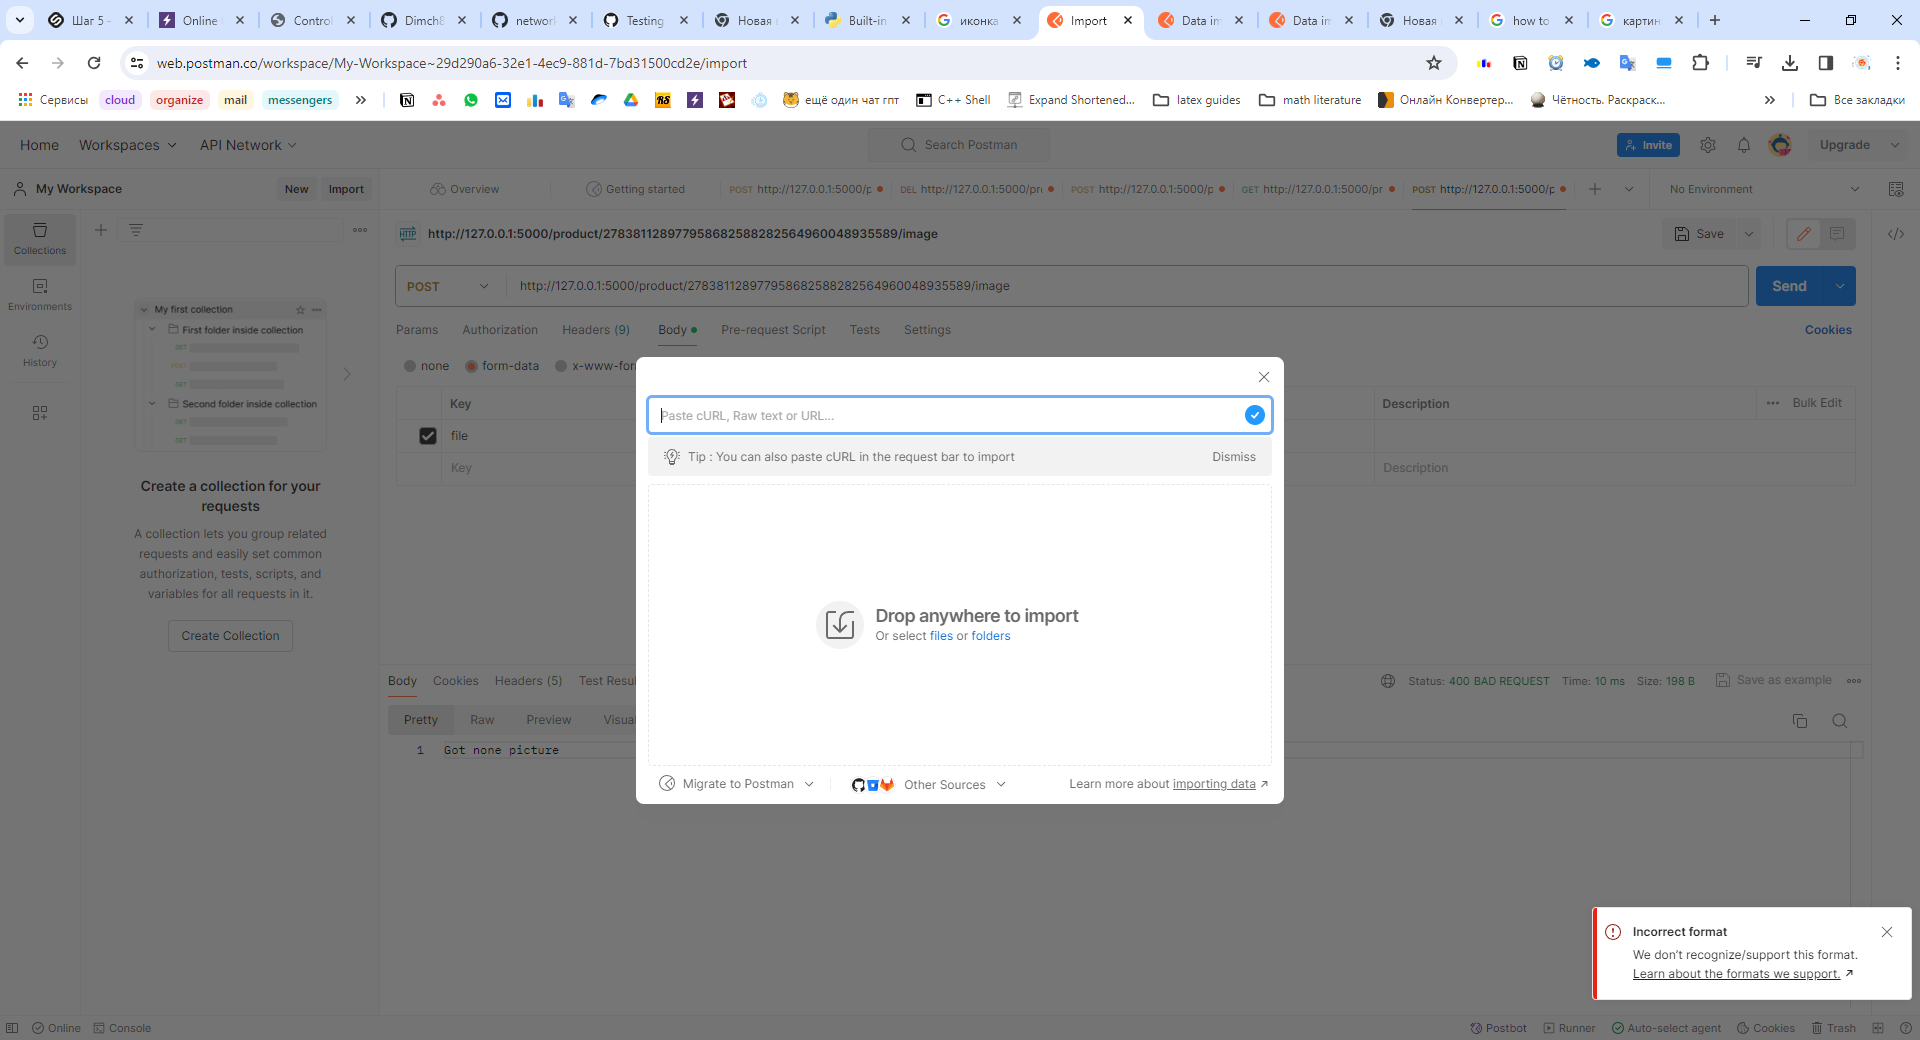 Шаг 5 –
Online
Control
Dimch8
network
Testing
Новая
Built-in
иконка
Import
Data im
Data im
Новая
how to
картин
web.postman.co/workspace/My-Workspace~29d290a6-32e1-4ec9-881d-7bd31500cd2e/import
Сервисы
cloud
organize
mail
messengers
ещё один чат гпт
C++ Shell
Expand Shortened...
latex guides
math literature
Онлайн Конвертер...
Чётность. Раскраск...
Все закладки
Home
Workspaces
API Network
Search Postman
Invite
Upgrade
My Workspace
New
Import
Overview
Getting started
POST http://127.0.0.1:5000/p
DEL http://127.0.0.1:5000/pr
POST http://127.0.0.1:5000/p
GET http://127.0.0.1:5000/pr
POST http://127.0.0.1:5000/p
No Environment
Collections
HTTP
http://127.0.0.1:5000/product/278381128977958682588282564960048935589/image
Save
POST
http://127.0.0.1:5000/product/278381128977958682588282564960048935589/image
Send
Environments
Params
Authorization
Headers (9)
Body
Pre-request Script
Tests
Settings
Cookies
History
My first collection
First folder inside collection
GET
POST
GET
Second folder inside collection
GET
GET
none
form-data
x-www-for
Key
Description
Bulk Edit
file
Key
Description
Paste cURL, Raw text or URL...
Tip : You can also paste cURL in the request bar to import
Dismiss
Create a collection for your
requests
A collection lets you group related
requests and easily set common
authorization, tests, scripts, and
variables for all requests in it.
Create Collection
Drop anywhere to import
Or select files or folders
Migrate to Postman
Other Sources
Learn more about importing data
Body
Cookies
Headers (5)
Test Resul
Status: 400 BAD REQUEST
Time: 10 ms
Size: 198 B
Save as example
Pretty
Raw
Preview
Visual
1
Got none picture
Incorrect format
We don't recognize/support this format.
Learn about the formats we support.
Online
Console
Postbot
Runner
Auto-select agent
Cookies
Trash